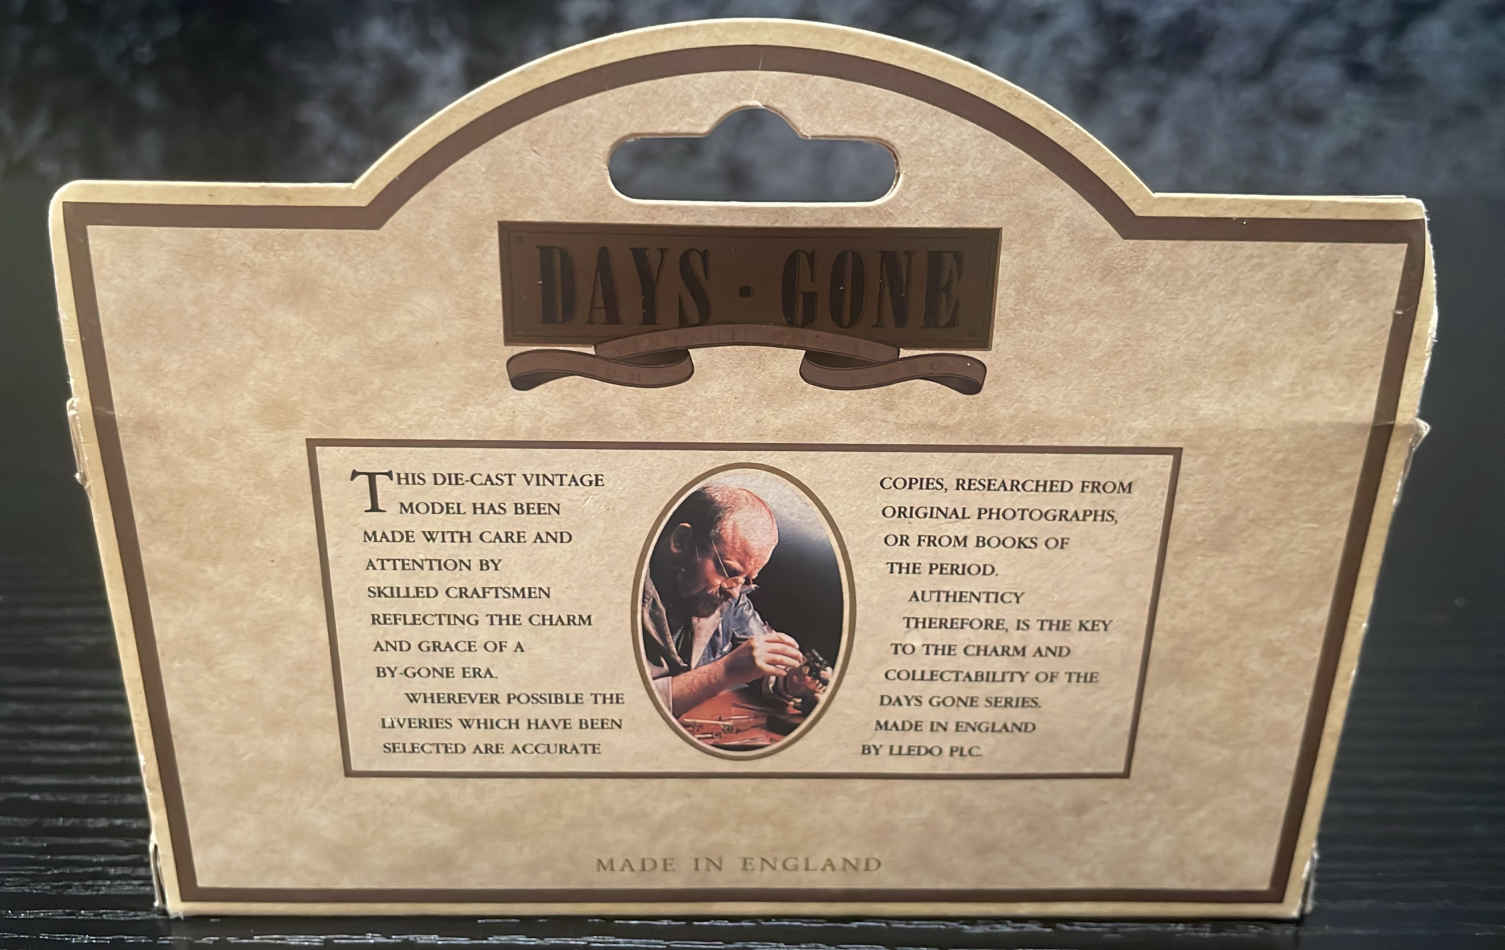 DAYS · GONE
THIS DIE-CAST VINTAGE
MODEL HAS BEEN
MADE WITH CARE AND
ATTENTION BY
SKILLED CRAFTSMEN
REFLECTING THE CHARM
AND GRACE OF A
BY-GONE ERA.
WHEREVER POSSIBLE THE
LIVERIES WHICH HAVE BEEN
SELECTED ARE ACCURATE
COPIES, RESEARCHED FROM
ORIGINAL PHOTOGRAPHS,
OR FROM BOOKS OF
THE PERIOD.
AUTHENTICY
THEREFORE, IS THE KEY
TO THE CHARM AND
COLLECTABILITY OF THE
DAYS GONE SERIES.
MADE IN ENGLAND
BY LLEDO PLC.
MADE IN ENGLAND